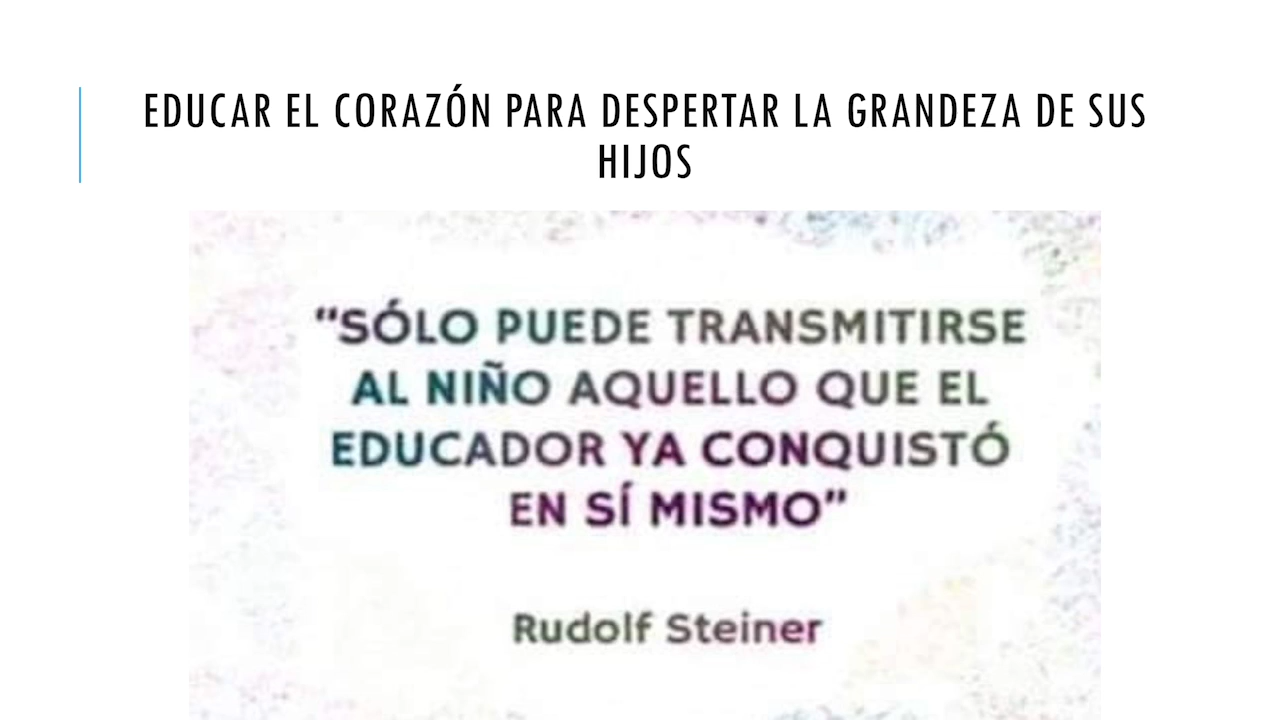 EDUCAR EL CORAZÓN PARA DESPERTAR LA GRANDEZA DE SUS
HIJOS
“SÓLO PUEDE TRANSMITIRSE
AL NIÑO AQUELLO QUE EL
EDUCADOR YA CONQUISTÓ
EN SÍ MISMO”
Rudolf Steiner